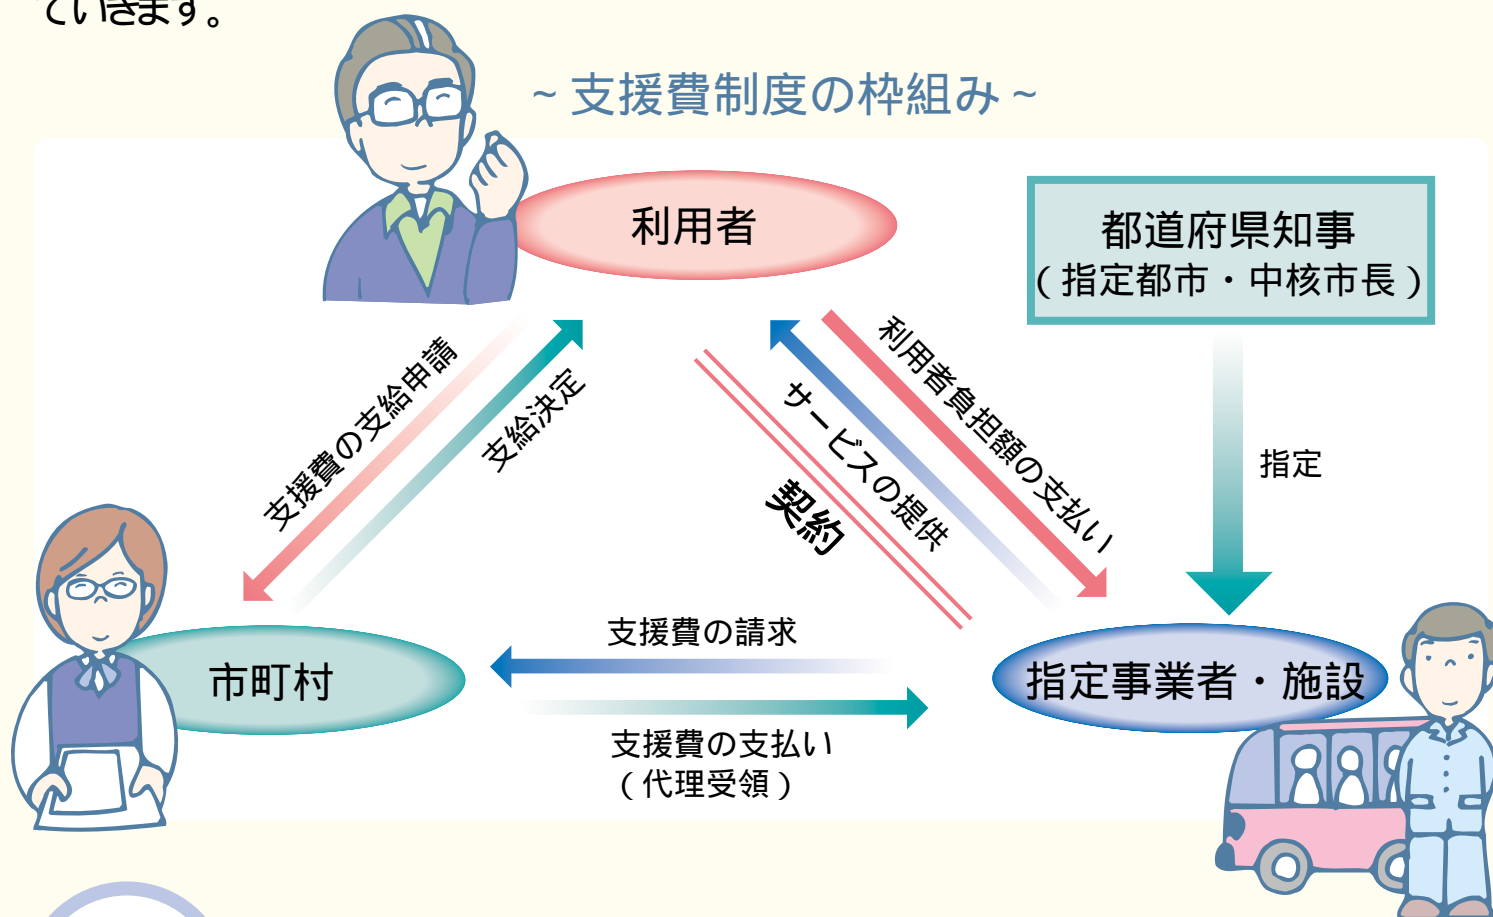 ていきます。
~支援費制度の枠組み~
利用者
都道府県知事
（指定都市・中核市長）
支援費の支給申請
支給決定
契約
サービスの提供
利用者負担額の支払い
指定
支援費の請求
市町村
指定事業者・施設
支援費の支払い
（代理受領）